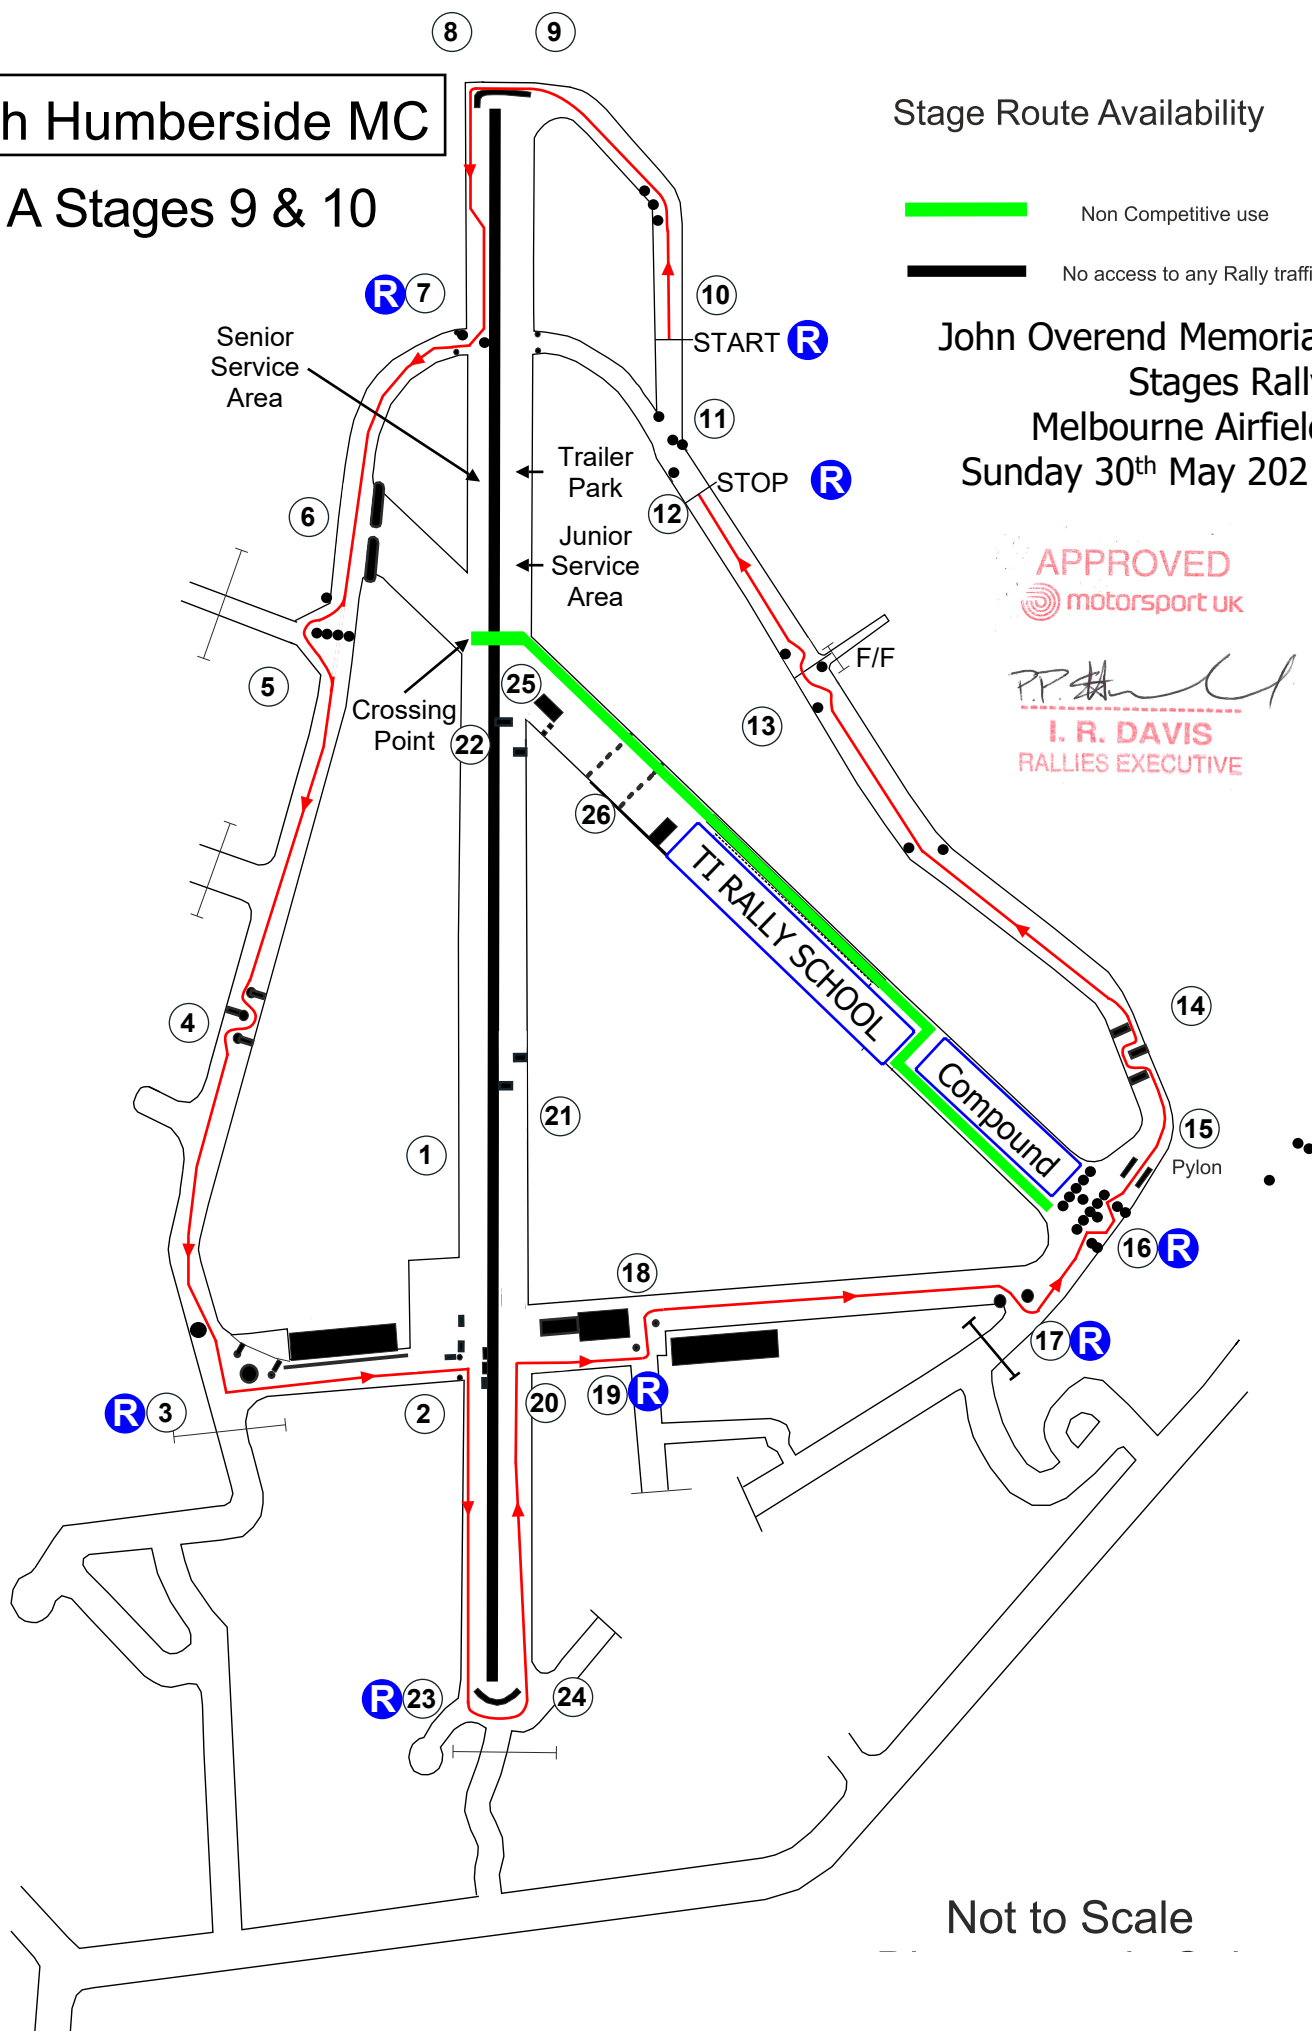 8
9
h Humberside MC
A Stages 9 & 10
Stage Route Availability
Non Competitive use
No access to any Rally traffi
R 7
10
START R
Senior
Service
Area
John Overend Memoria
Stages Rall
Melbourne Airfiel
Sunday 30th May 202
11
Trailer
Park
STOP R
12
6
Junior
Service
Area
APPROVED
motorsport UK
P.P.
I. R. DAVIS
RALLIES EXECUTIVE
F/F
5
25
Crossing
Point
22
13
26
TI RALLY SCHOOL
4
14
Compound
21
1
15
Pylon
16 R
18
17 R
R 3
2
20
19 R
R 23
24
Not to Scale